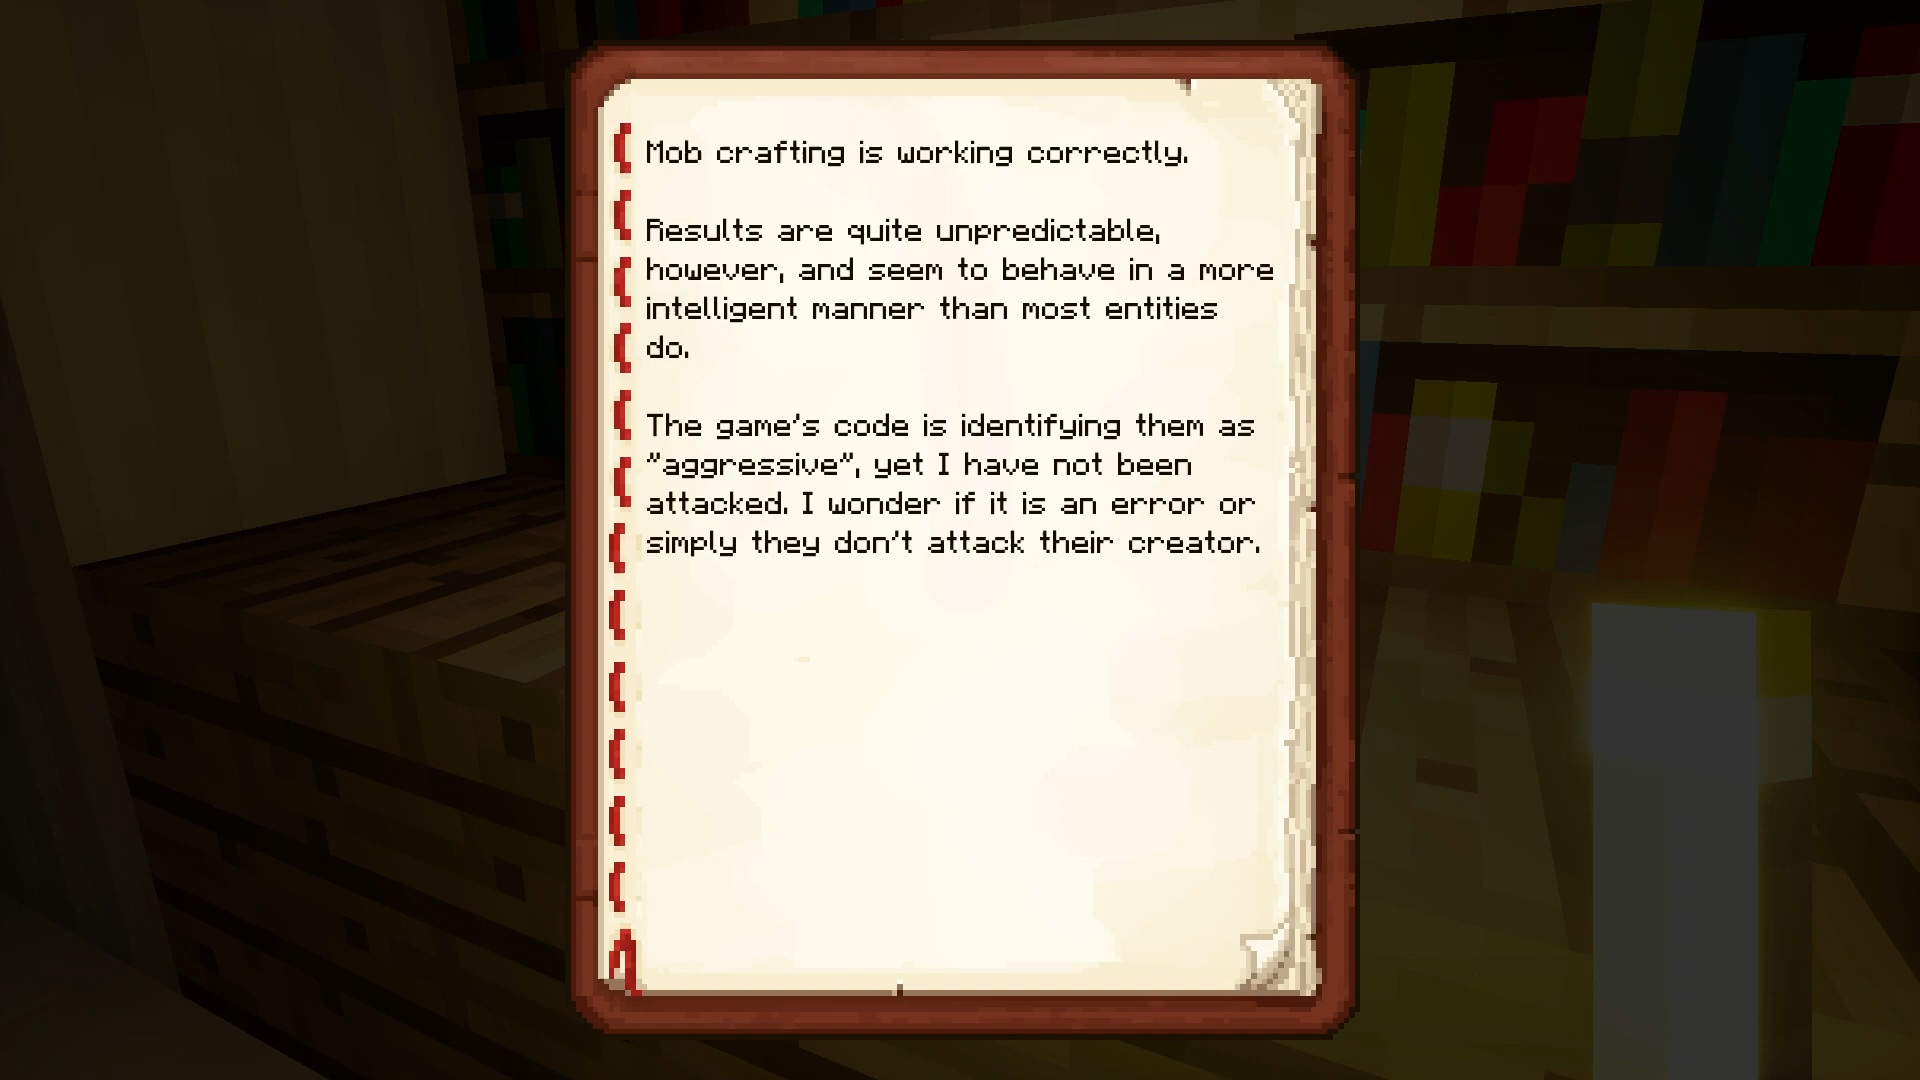 Mob crafting is working correctly.
Results are quite unpredictable,
however, and seem to behave in a more
intelligent manner than most entities
do.
The game's code is identifying them as
"aggressive", yet I have not been
attacked. I wonder if it is an error or
simply they don't attack their creator.